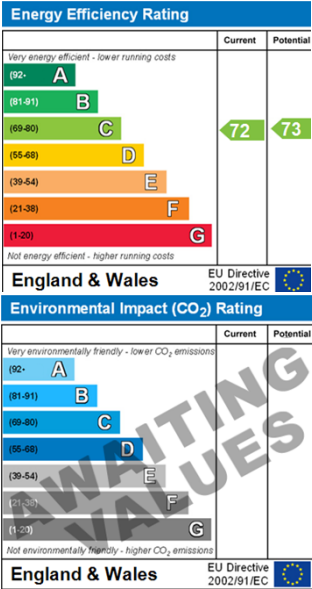 Energy Efficiency Rating
Current Potential
Very energy efficient - lower running costs
(92- A
(81-91) B
(69-80) C 72 73
(55-68) D
(39-54) E
(21-38) F
(1-20) G
Not energy efficient - higher running costs
England & Wales EU Directive
2002/91/EC
Environmental Impact (CO₂) Rating
Current Potential
Very environmentally friendly - lower CO₂ emissions
(92- A
(81-91) B
(69-80) C
(55-68) D
(39-54) E
(21-38) F
(1-20) G
AWAITING
VALUES
Not environmentally friendly - higher CO₂ emissions
England & Wales EU Directive
2002/91/EC